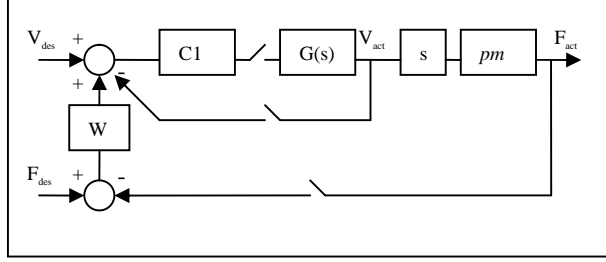 V_des + C1 G(s) V_act s pm F_act
-
+
W
F_des + -